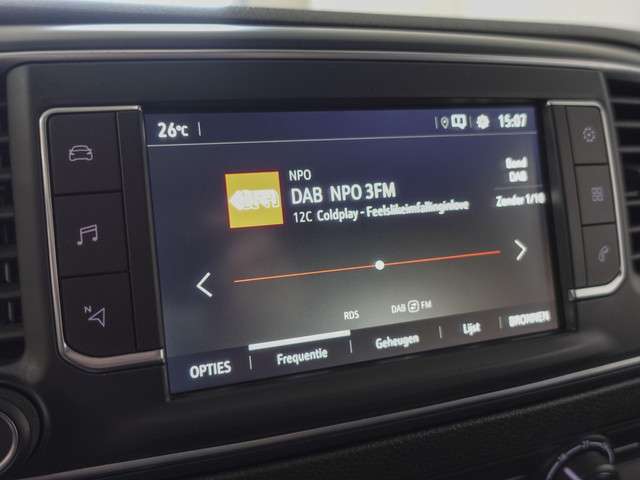 26°C
15:07
NPO
DAB NPO 3FM
12C Coldplay - Feelslikeimfallinginlove
Band
DAB
Zender 1/10
RDS
DAB FM
OPTIES
Frequentie
Geheugen
Lijst
BRONNEN
N